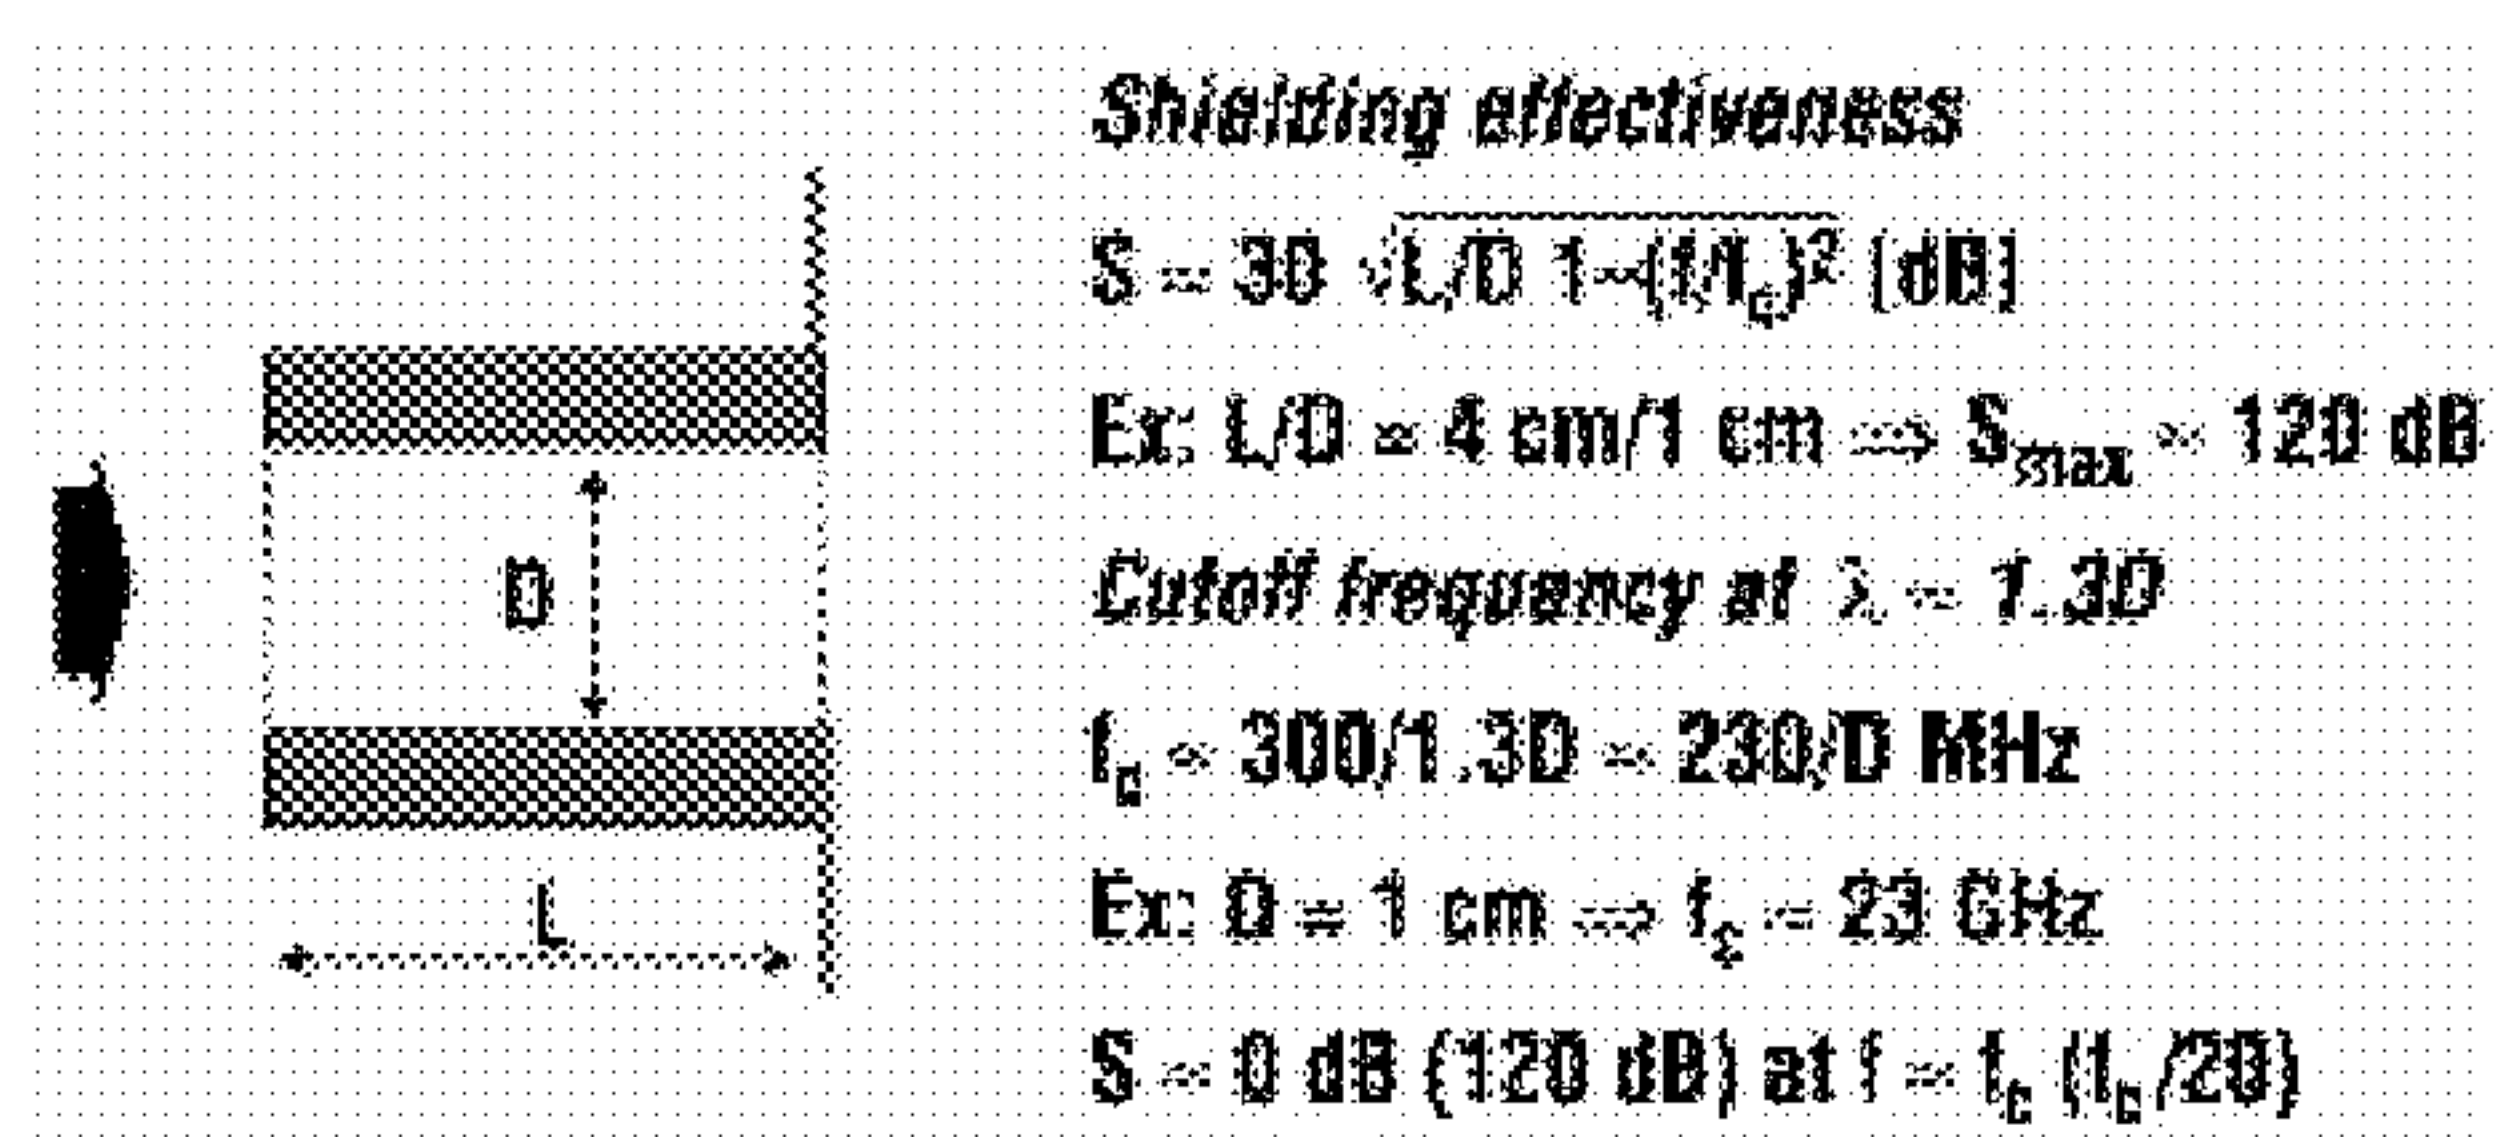 Shielding effectiveness
S = 30 √L/D 1-(f/f_c)² (dB)
Ex: L/D = 4 cm/1 cm ⇒ S_max = 120 dB
Cutoff frequency at λ = 1.3D
D
f_c = 300/1.3D = 230/D MHz
Ex: D = 1 cm ⇒ f_c = 23 GHz
L
S = 0 dB (120 dB) at f = f_c (f_c/20)